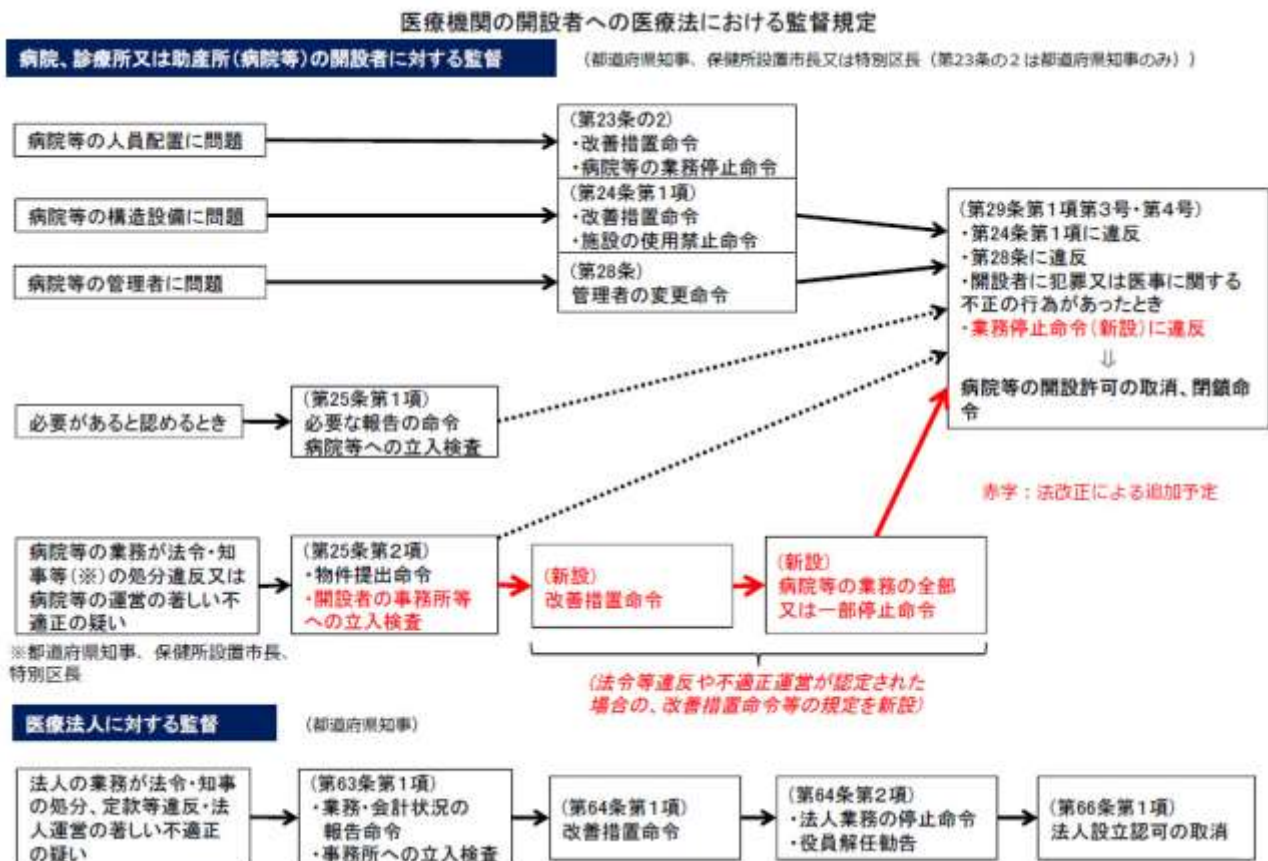 医療機関の開設者への医療法における監督規定
病院、診療所又は助産所(病院等)の開設者に対する監督
(都道府県知事、保健所設置市長又は特別区長（第23条の２は都道府県知事のみ）)
病院等の人員配置に問題
(第23条の2)
・改善措置命令
・病院等の業務停止命令
病院等の構造設備に問題
(第24条第１項)
・改善措置命令
・施設の使用禁止命令
病院等の管理者に問題
(第28条)
管理者の変更命令
(第29条第１項第３号・第４号)
・第24条第１項に違反
・第28条に違反
・開設者に犯罪又は医事に関する
不正の行為があったとき
・業務停止命令(新設)に違反
⇓
病院等の開設許可の取消、閉鎖命
令
必要があると認めるとき
(第25条第１項)
必要な報告の命令
病院等への立入検査
赤字：法改正による追加予定
病院等の業務が法令・知
事等(※)の処分違反又は
病院等の運営の著しい不
適正の疑い
(第25条第２項)
・物件提出命令
・開設者の事務所等
への立入検査
(新設)
改善措置命令
(新設)
病院等の業務の全部
又は一部停止命令
※都道府県知事、保健所設置市長、
特別区長
(法令等違反や不適正運営が認定された
場合の、改善措置命令等の規定を新設)
医療法人に対する監督
(都道府県知事)
法人の業務が法令・知事
の処分、定款等違反・法
人運営の著しい不適正
の疑い
(第63条第１項)
・業務・会計状況の
報告命令
・事務所への立入検査
(第64条第１項)
改善措置命令
(第64条第２項)
・法人業務の停止命令
・役員解任勧告
(第66条第１項)
法人設立認可の取消